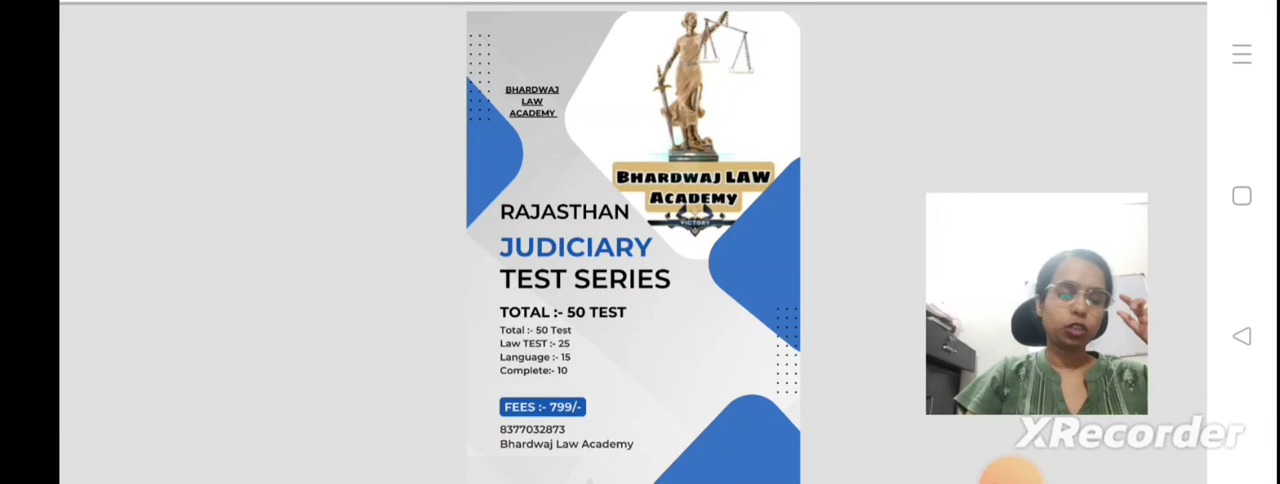 BHARDWAJ
LAW
ACADEMY
BHARDWAJ LAW
ACADEMY
VICTORY
RAJASTHAN
JUDICIARY
TEST SERIES
TOTAL :- 50 TEST
Total :- 50 Test
Law TEST :- 25
Language :- 15
Complete:- 10
FEES :- 799/-
8377032873
Bhardwaj Law Academy
XRecorder